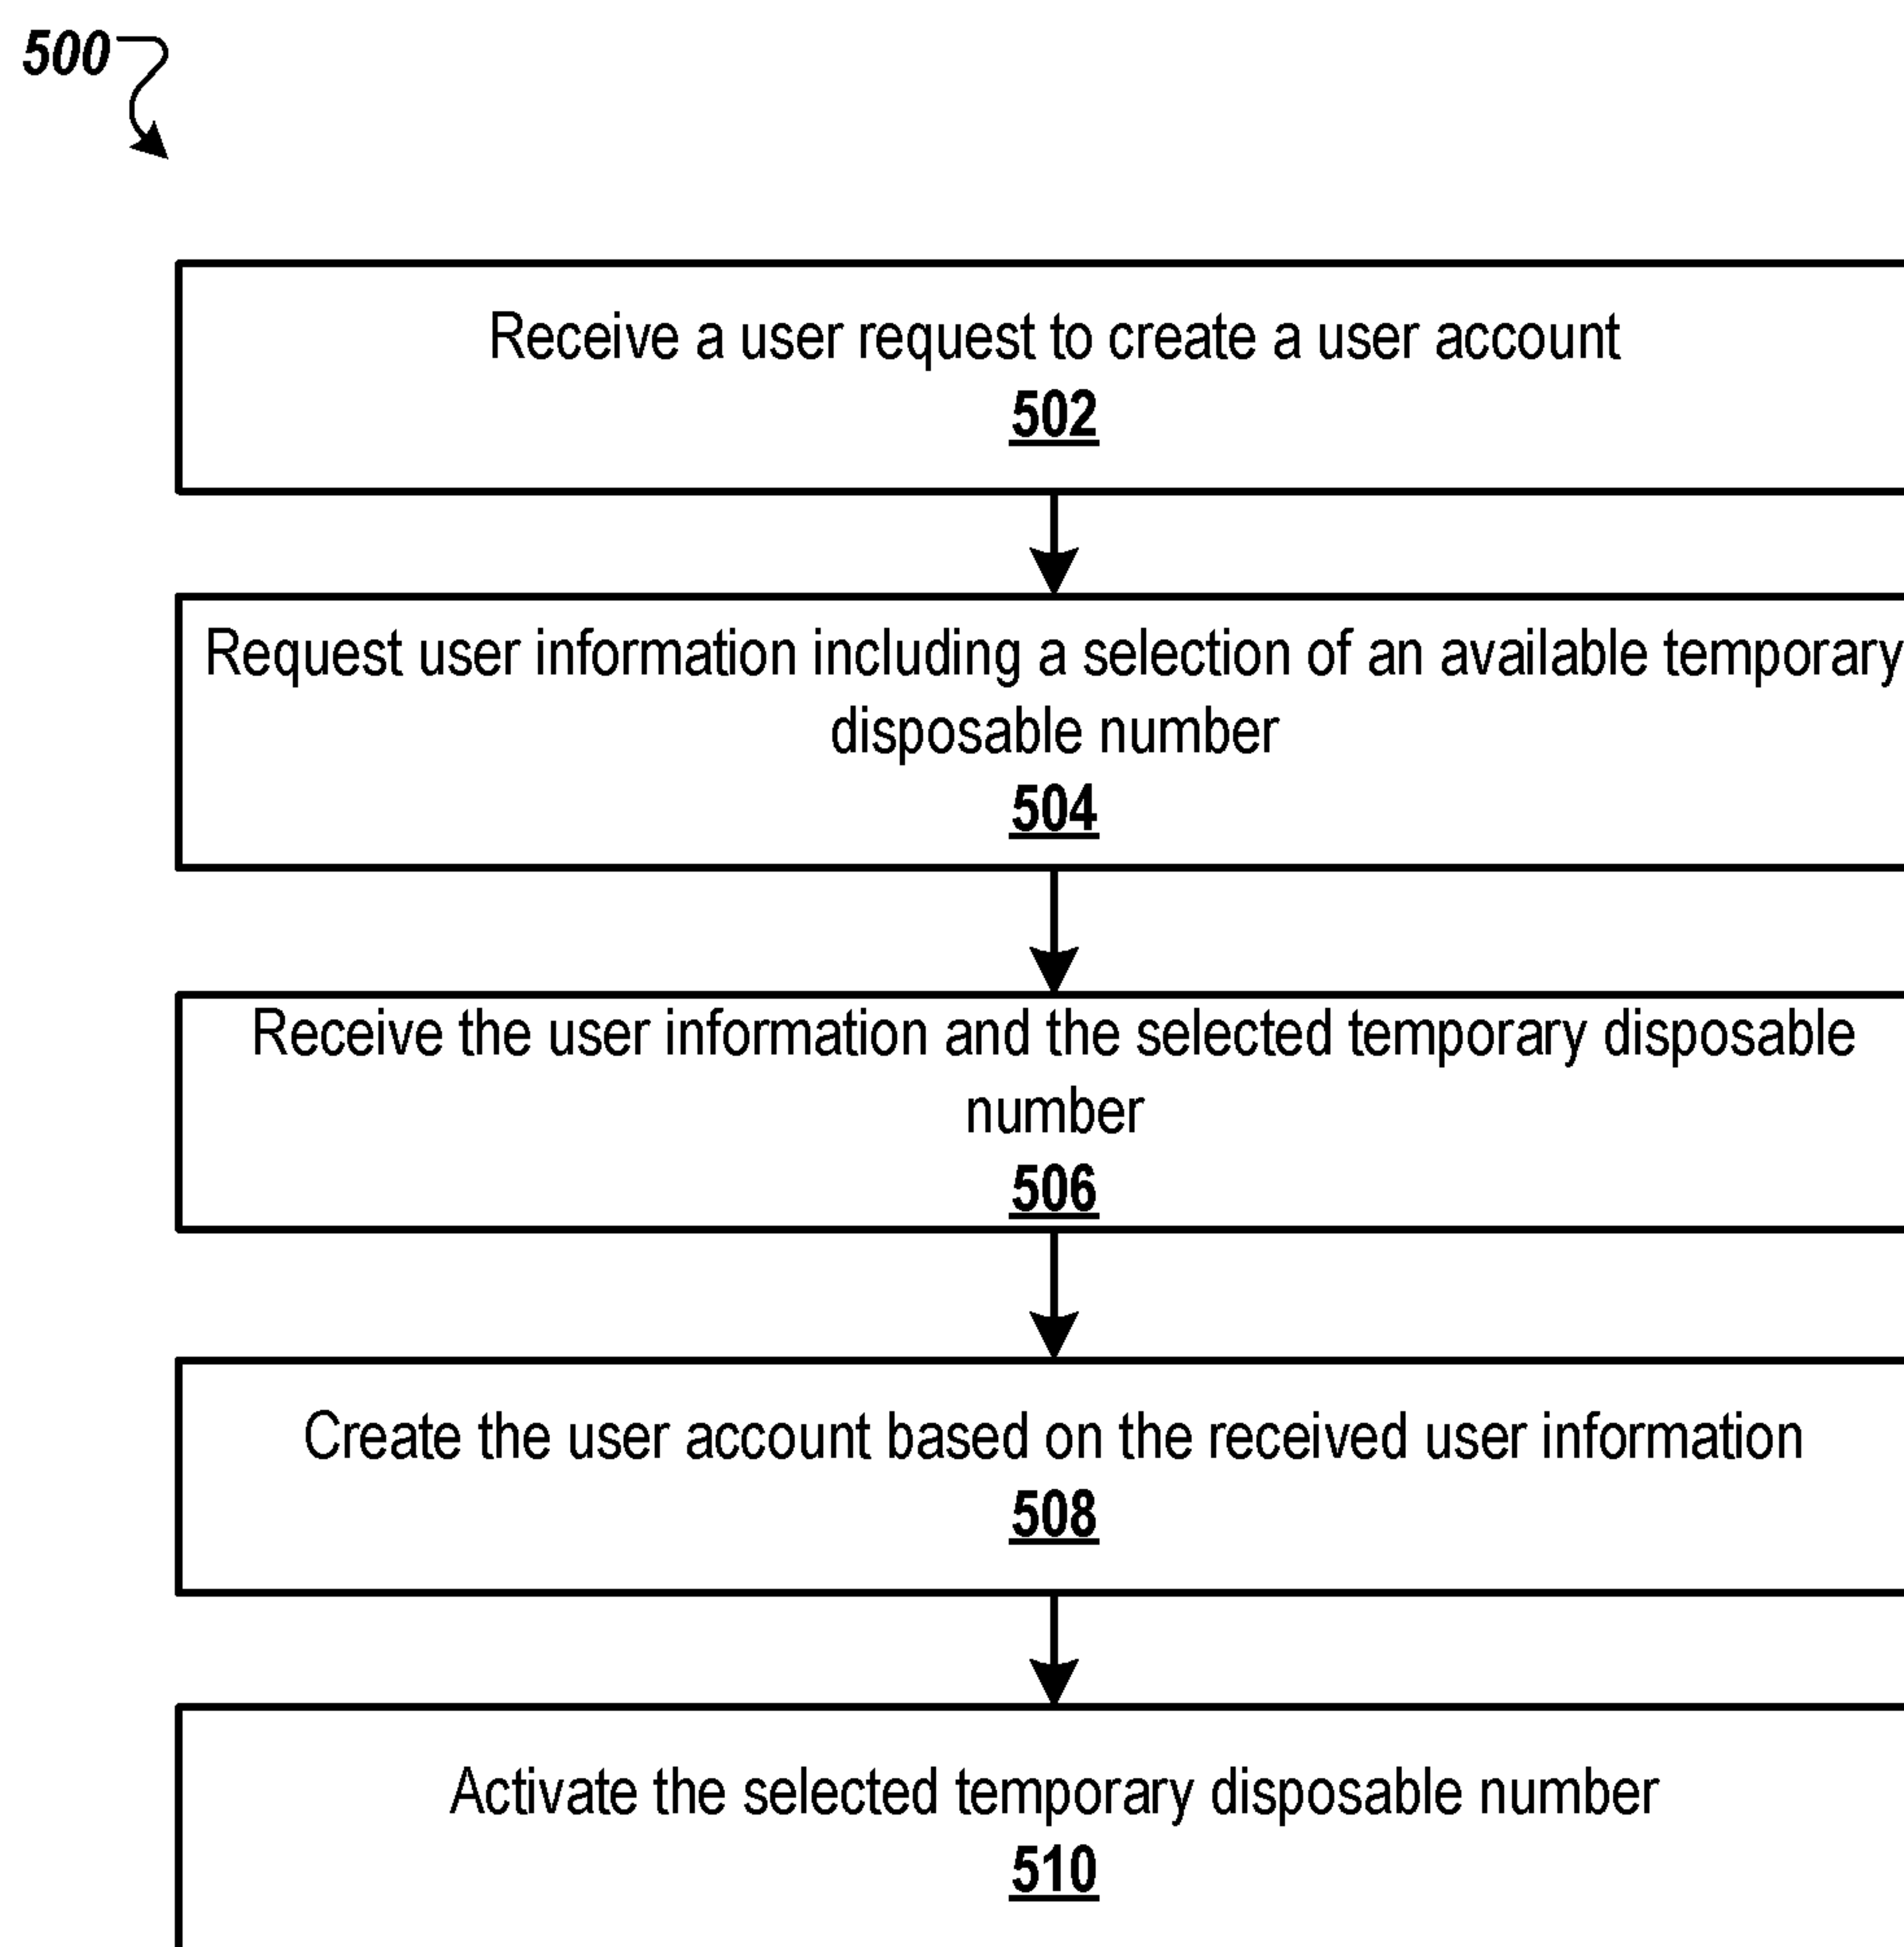 500
Receive a user request to create a user account
502
Request user information including a selection of an available temporary
disposable number
504
Receive the user information and the selected temporary disposable
number
506
Create the user account based on the received user information
508
Activate the selected temporary disposable number
510